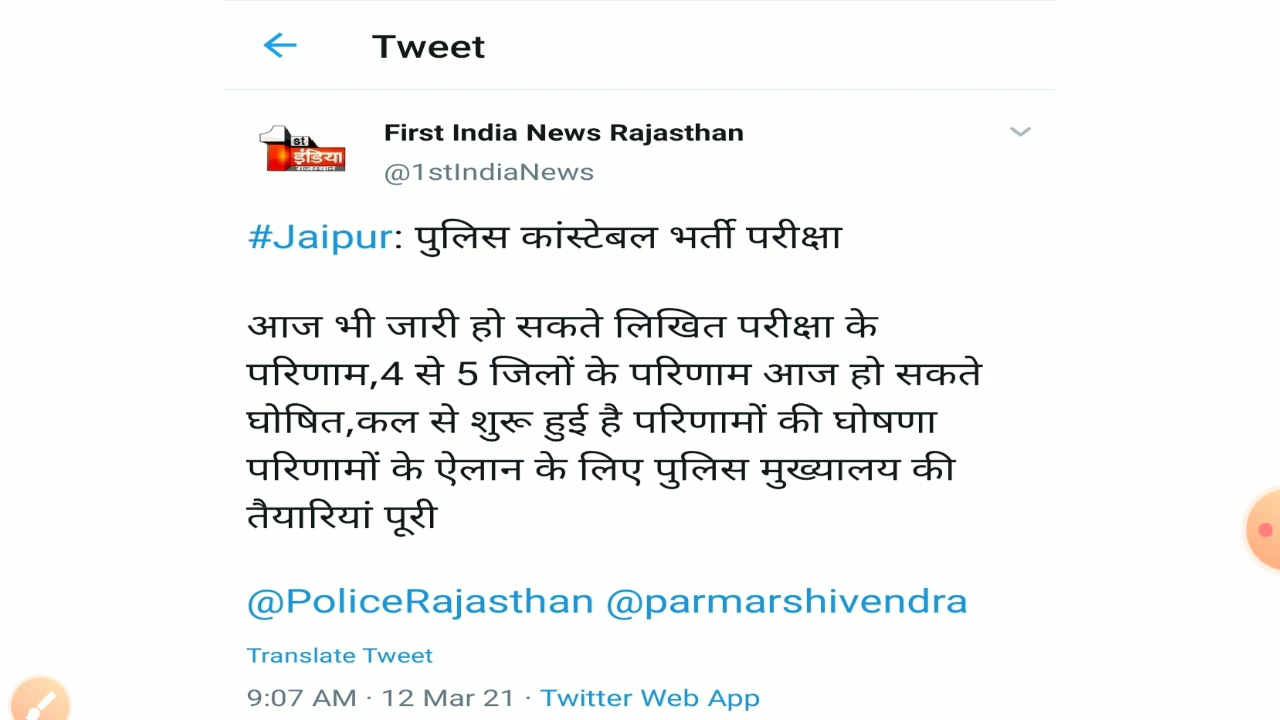 Tweet
1st
इंडिया
राजस्थान
First India News Rajasthan
@1stIndiaNews
#Jaipur: पुलिस कांस्टेबल भर्ती परीक्षा
आज भी जारी हो सकते लिखित परीक्षा के
परिणाम,4 से 5 जिलों के परिणाम आज हो सकते
घोषित,कल से शुरू हुई है परिणामों की घोषणा
परिणामों के ऐलान के लिए पुलिस मुख्यालय की
तैयारियां पूरी
@PoliceRajasthan @parmarshivendra
Translate Tweet
9:07 AM · 12 Mar 21 · Twitter Web App